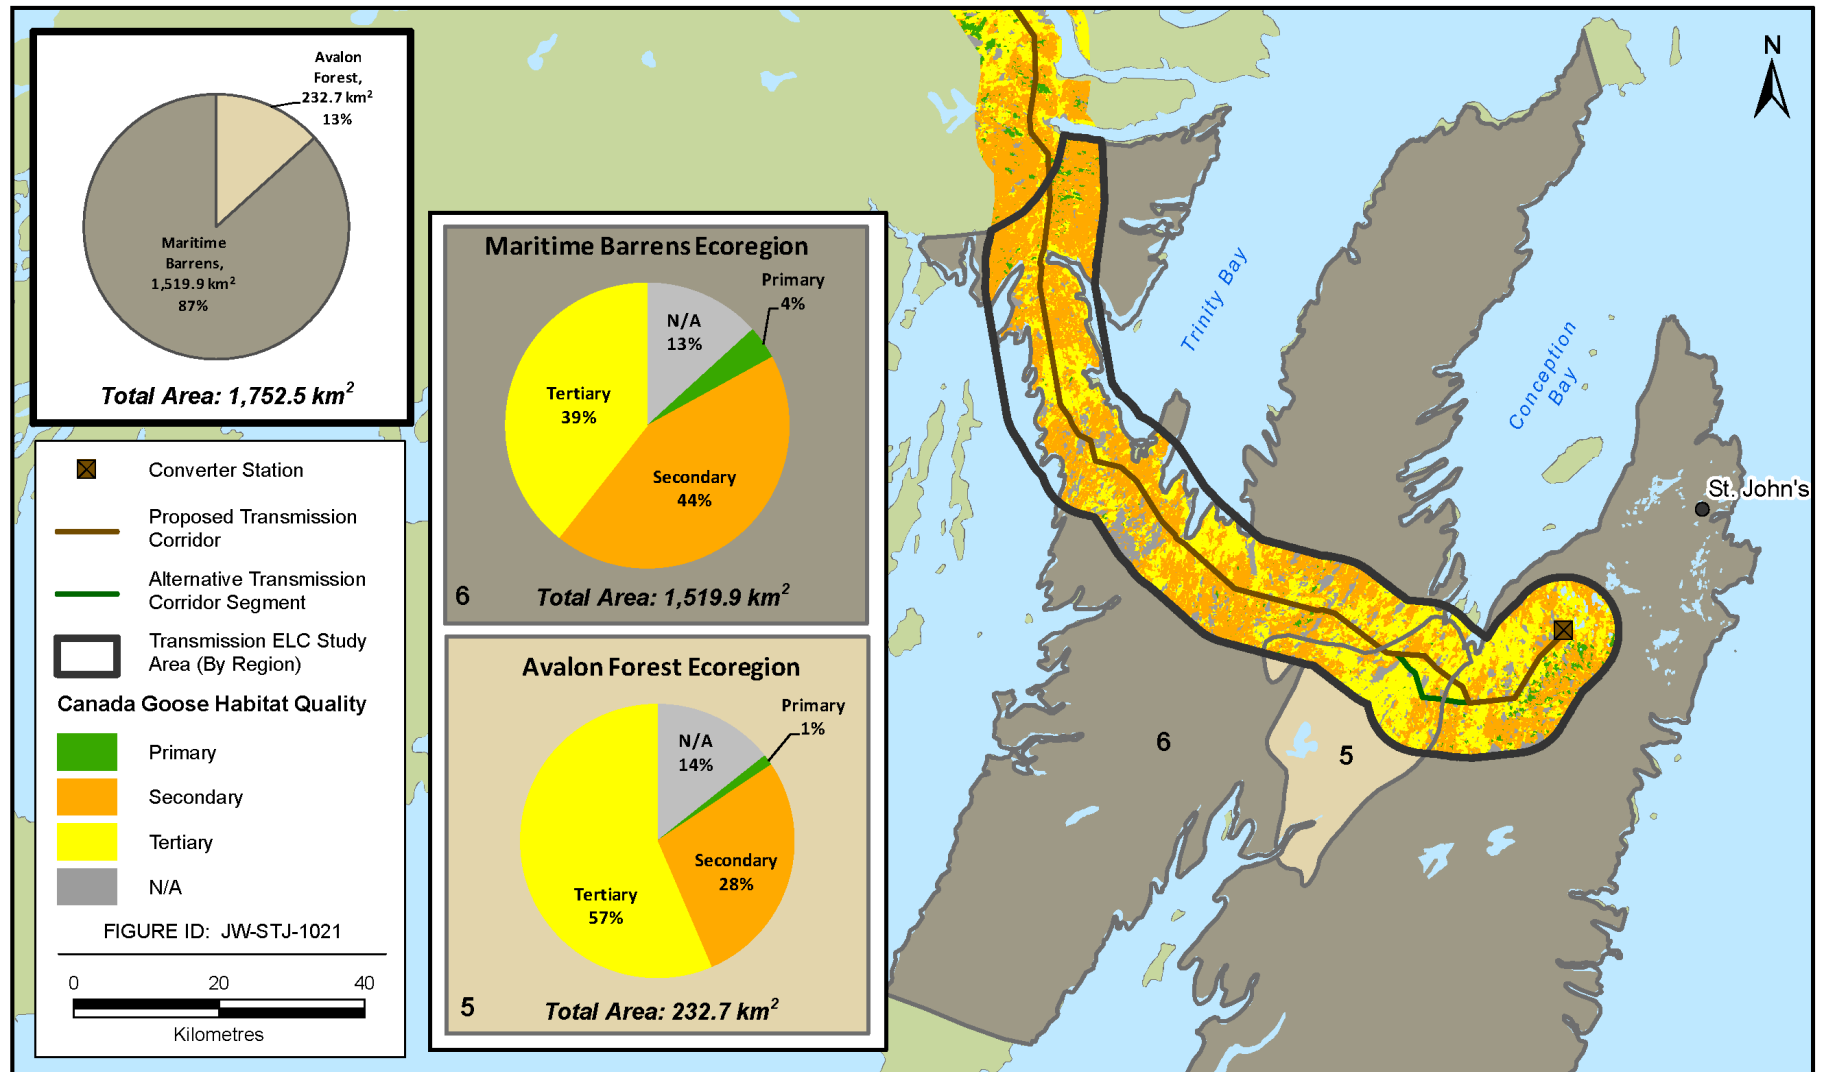 Avalon
Forest,
232.7 km²
13%
Maritime
Barrens,
1,519.9 km²
87%
Total Area: 1,752.5 km²
Converter Station
Proposed Transmission
Corridor
Alternative Transmission
Corridor Segment
Transmission ELC Study
Area (By Region)
Canada Goose Habitat Quality
Primary
Secondary
Tertiary
N/A
FIGURE ID: JW-STJ-1021
0 20 40
Kilometres
Maritime Barrens Ecoregion
Primary
4%
N/A
13%
Tertiary
39%
Secondary
44%
6
Total Area: 1,519.9 km²
Avalon Forest Ecoregion
Primary
1%
N/A
14%
Secondary
28%
Tertiary
57%
5
Total Area: 232.7 km²
N
Trinity Bay
Conception
Bay
St. John's
6
5